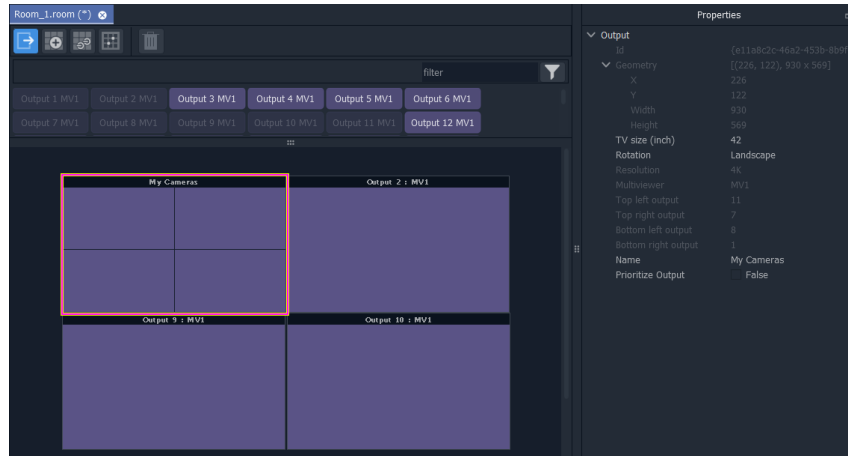 Room_1.room (*)
filter
Output 1 MV1 Output 2 MV1 Output 3 MV1 Output 4 MV1 Output 5 MV1 Output 6 MV1
Output 7 MV1 Output 8 MV1 Output 9 MV1 Output 10 MV1 Output 11 MV1 Output 12 MV1
My Cameras Output 2 : MV1
Output 9 : MV1 Output 10 : MV1
Properties
Output
Id {e11a8c2c-46a2-453b-8b9f
Geometry [(226, 122), 930 x 569]
X 226
Y 122
Width 930
Height 569
TV size (inch) 42
Rotation Landscape
Resolution 4K
Multiviewer MV1
Top left output 11
Top right output 7
Bottom left output 8
Bottom right output 1
Name My Cameras
Prioritize Output False